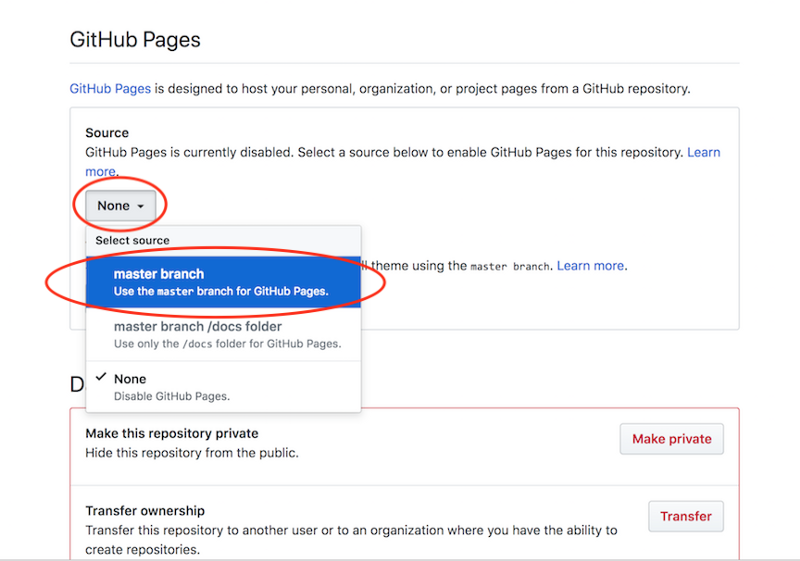 GitHub Pages
GitHub Pages is designed to host your personal, organization, or project pages from a GitHub repository.
Source
GitHub Pages is currently disabled. Select a source below to enable GitHub Pages for this repository. Learn
more.
None
Select source
master branch
Use the master branch for GitHub Pages.
theme using the master branch. Learn more.
master branch /docs folder
Use only the /docs folder for GitHub Pages.
None
Disable GitHub Pages.
D
Make this repository private
Hide this repository from the public.
Make private
Transfer ownership
Transfer this repository to another user or to an organization where you have the ability to
create repositories.
Transfer